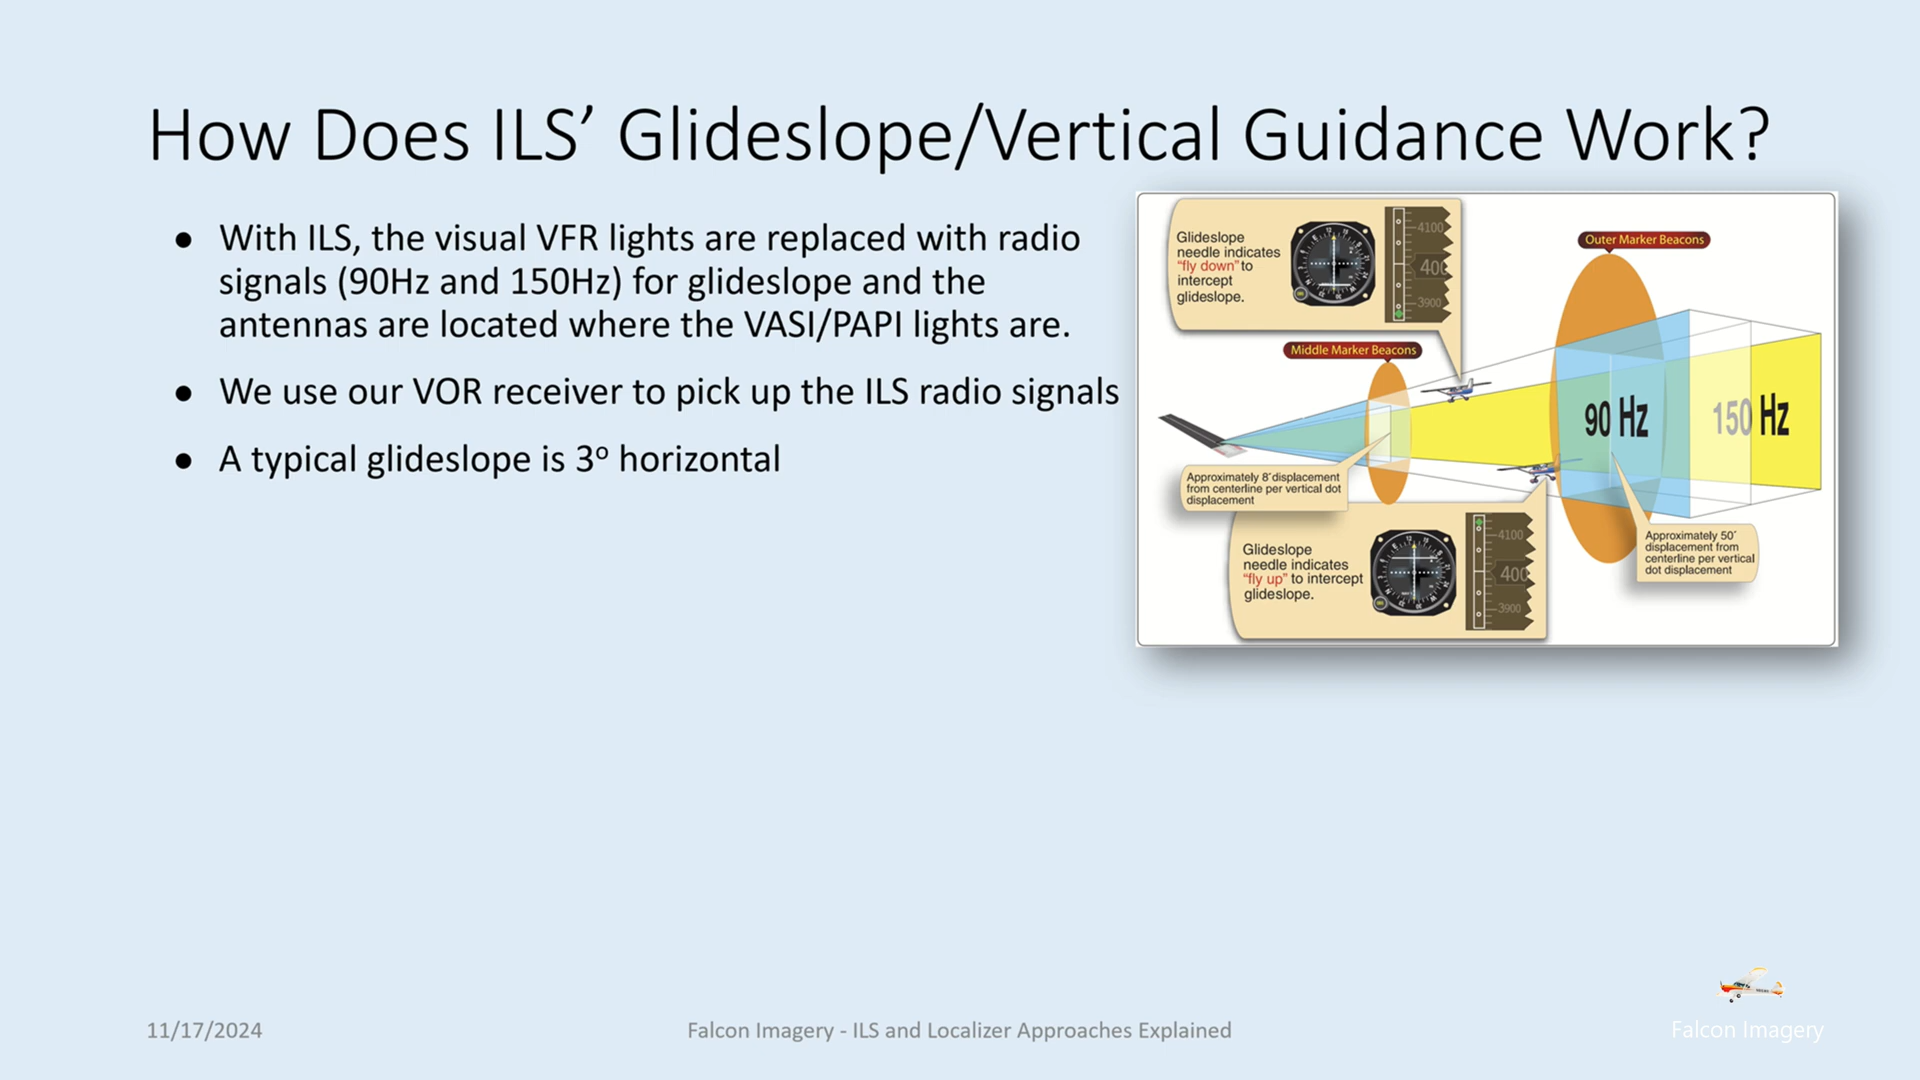 How Does ILS’ Glideslope/Vertical Guidance Work?
● With ILS, the visual VFR lights are replaced with radio
signals (90Hz and 150Hz) for glideslope and the
antennas are located where the VASI/PAPI lights are.
● We use our VOR receiver to pick up the ILS radio signals
● A typical glideslope is 3° horizontal
Glideslope
needle indicates
“fly down” to
intercept
glideslope.
4100
400
3900
Outer Marker Beacons
Middle Marker Beacons
90 Hz
150 Hz
Approximately 8′ displacement
from centerline per vertical dot
displacement
Glideslope
needle indicates
“fly up” to intercept
glideslope.
4100
400
3900
Approximately 50′
displacement from
centerline per vertical
dot displacement
11/17/2024
Falcon Imagery - ILS and Localizer Approaches Explained
Falcon Imagery